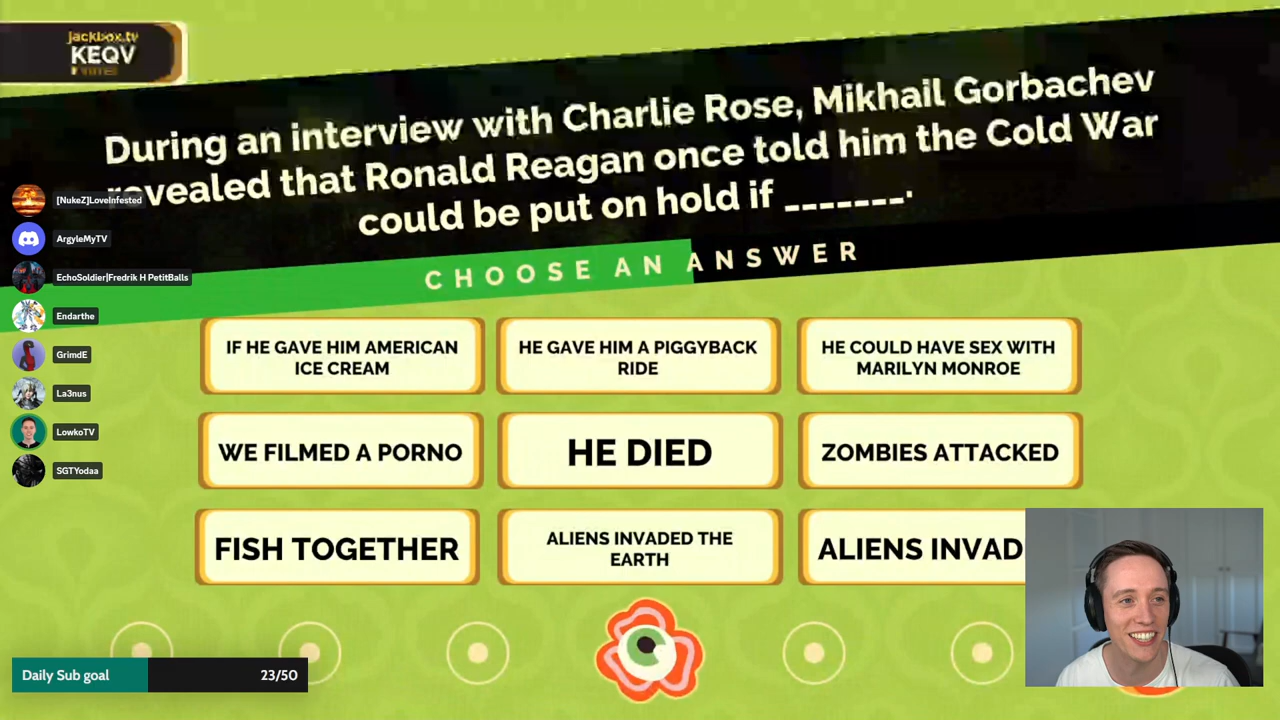 jackbox.tv
KEQV
During an interview with Charlie Rose, Mikhail Gorbachev
revealed that Ronald Reagan once told him the Cold War
could be put on hold if _______.
CHOOSE AN ANSWER
[NukeZ]LoveInfested
ArgyleMyTV
EchoSoldier|Fredrik H PetitBalls
Endarthe
GrimdE
La3nus
LowkoTV
SGTYodaa
IF HE GAVE HIM AMERICAN
ICE CREAM
HE GAVE HIM A PIGGYBACK
RIDE
HE COULD HAVE SEX WITH
MARILYN MONROE
WE FILMED A PORNO
HE DIED
ZOMBIES ATTACKED
FISH TOGETHER
ALIENS INVADED THE
EARTH
ALIENS INVAD
Daily Sub goal
23/50